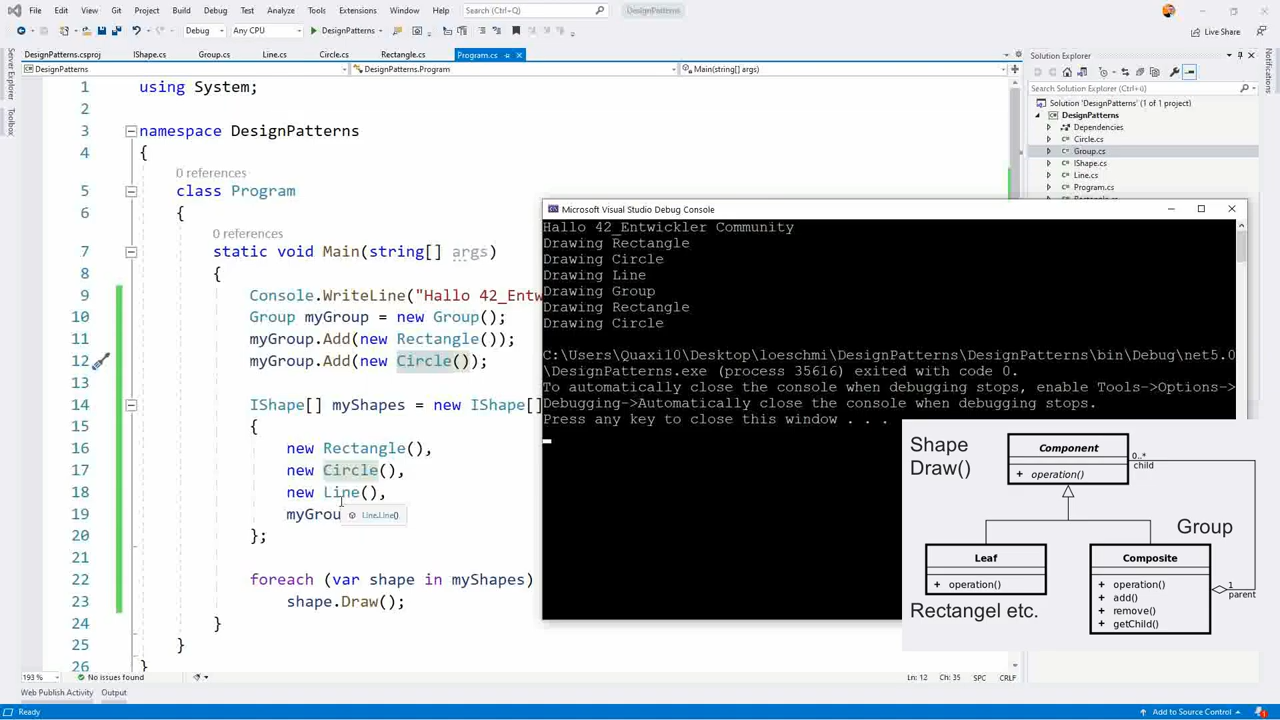 File Edit View Git Project Build Debug Test Analyze Tools Extensions Window Help Search (Ctrl+Q) DesignPatterns
Debug Any CPU DesignPatterns Live Share
DesignPatterns.csproj IShape.cs Group.cs Line.cs Circle.cs Rectangle.cs Program.cs
DesignPatterns DesignPatterns.Program Main(string[] args)
Server Explorer
Toolbox
1 using System;
2
3 namespace DesignPatterns
4 {
0 references
5 class Program
6 {
0 references
7 static void Main(string[] args)
8 {
9 Console.WriteLine("Hallo 42_Entw
10 Group myGroup = new Group();
11 myGroup.Add(new Rectangle());
12 myGroup.Add(new Circle());
13
14 IShape[] myShapes = new IShape[]
15 {
16 new Rectangle(),
17 new Circle(),
18 new Line(),
19 myGrou
Line.Line()
20 };
21
22 foreach (var shape in myShapes)
23 shape.Draw();
24 }
25 }
26 }
Microsoft Visual Studio Debug Console
Hallo 42_Entwickler Community
Drawing Rectangle
Drawing Circle
Drawing Line
Drawing Group
Drawing Rectangle
Drawing Circle
C:\Users\Quaxi10\Desktop\loeschmi\DesignPatterns\DesignPatterns\bin\Debug\net5.0
\DesignPatterns.exe (process 35616) exited with code 0.
To automatically close the console when debugging stops, enable Tools->Options->
Debugging->Automatically close the console when debugging stops.
Press any key to close this window . . .
Solution Explorer
Search Solution Explorer (Ctrl+ü)
Solution 'DesignPatterns' (1 of 1 project)
DesignPatterns
Dependencies
Circle.cs
Group.cs
IShape.cs
Line.cs
Program.cs
Notifications
Shape
Draw()
Component
+ operation()
0..*
child
Group
Leaf
+ operation()
Rectangel etc.
Composite
+ operation()
+ add()
+ remove()
+ getChild()
1
parent
193 % No issues found Ln: 12 Ch: 35 SPC CRLF
Web Publish Activity Output
Ready Add to Source Control 1